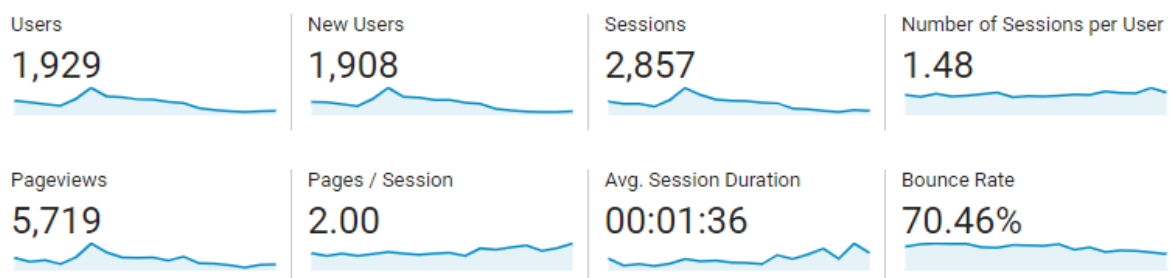 Users
1,929
New Users
1,908
Sessions
2,857
Number of Sessions per User
1.48
Pageviews
5,719
Pages / Session
2.00
Avg. Session Duration
00:01:36
Bounce Rate
70.46%